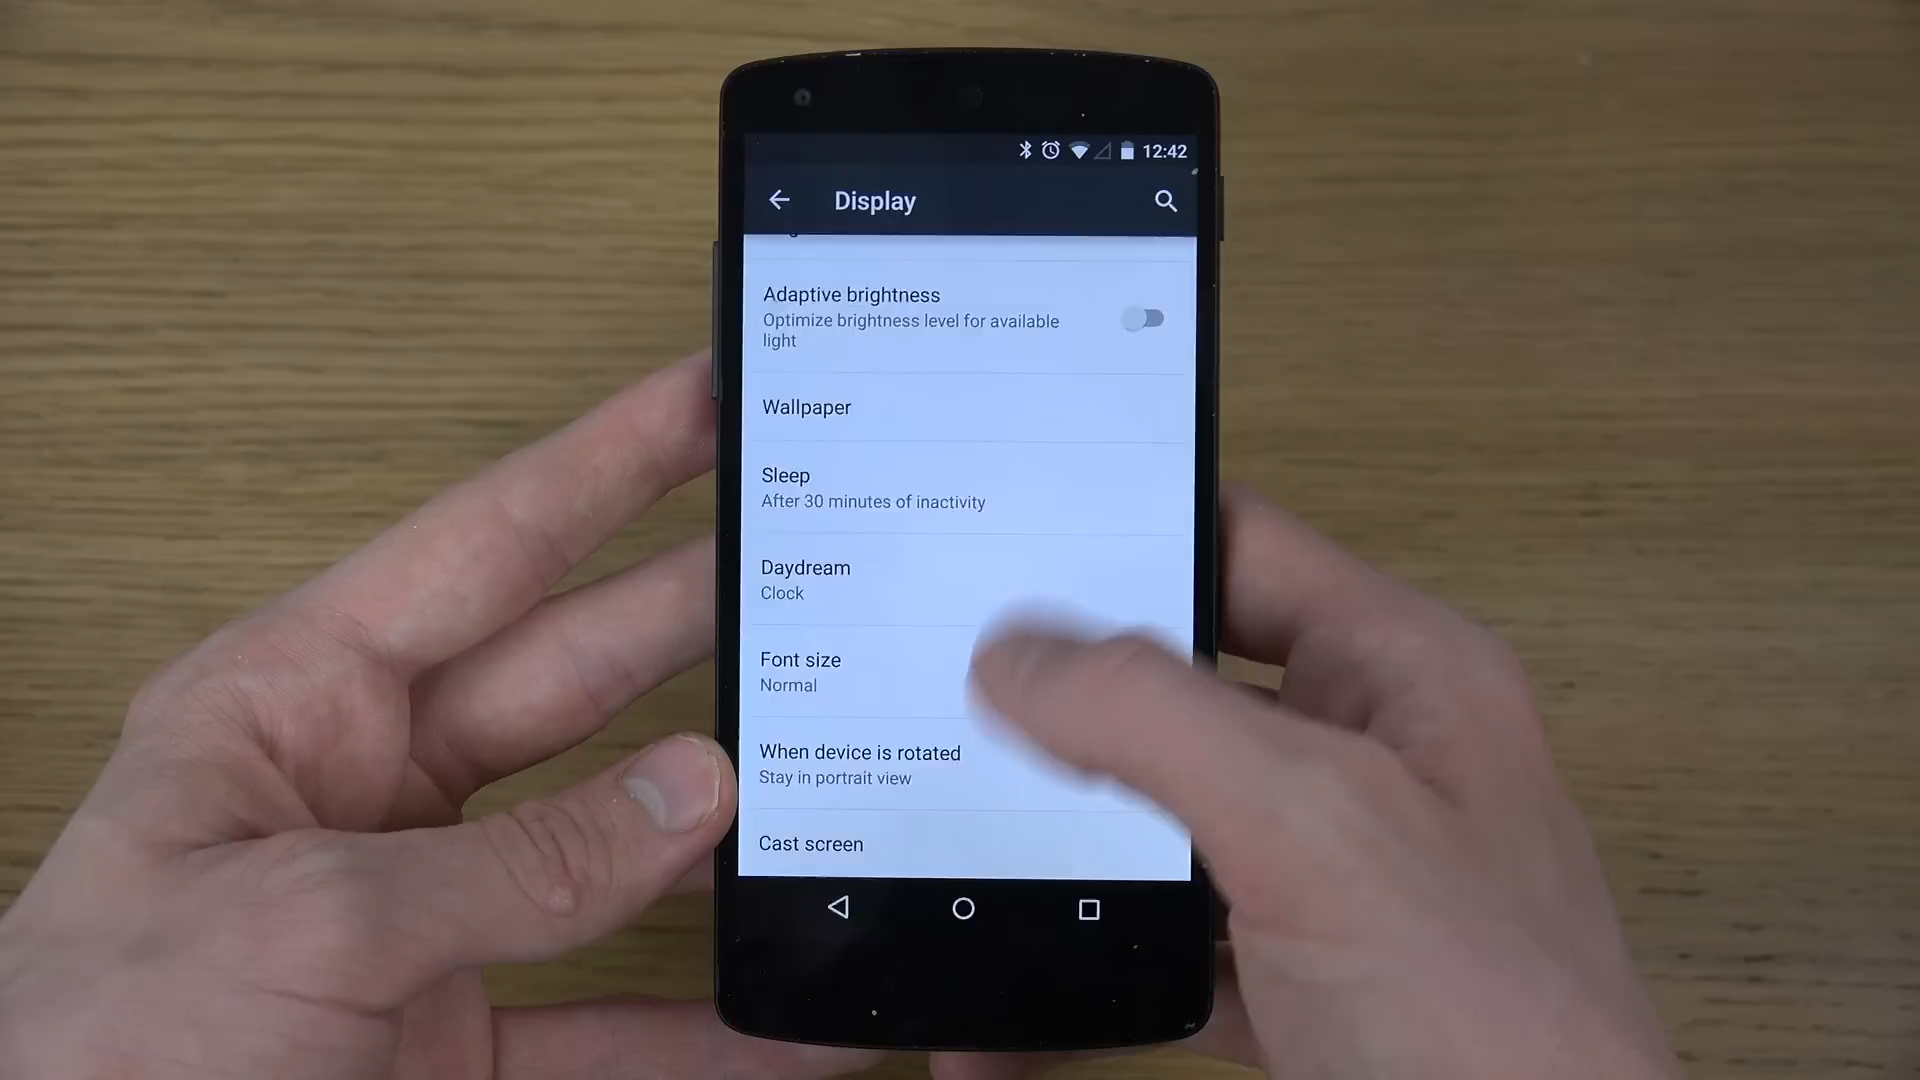 12:42
Display
Adaptive brightness
Optimize brightness level for available
light
Wallpaper
Sleep
After 30 minutes of inactivity
Daydream
Clock
Font size
Normal
When device is rotated
Stay in portrait view
Cast screen